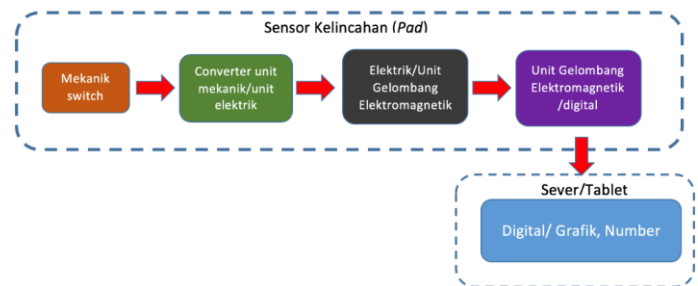 Sensor Kelincahan (Pad)
Mekanik
switch
Converter unit
mekanik/unit
elektrik
Elektrik/Unit
Gelombang
Elektromagnetik
Unit Gelombang
Elektromagnetik
/digital
Sever/Tablet
Digital/ Grafik, Number